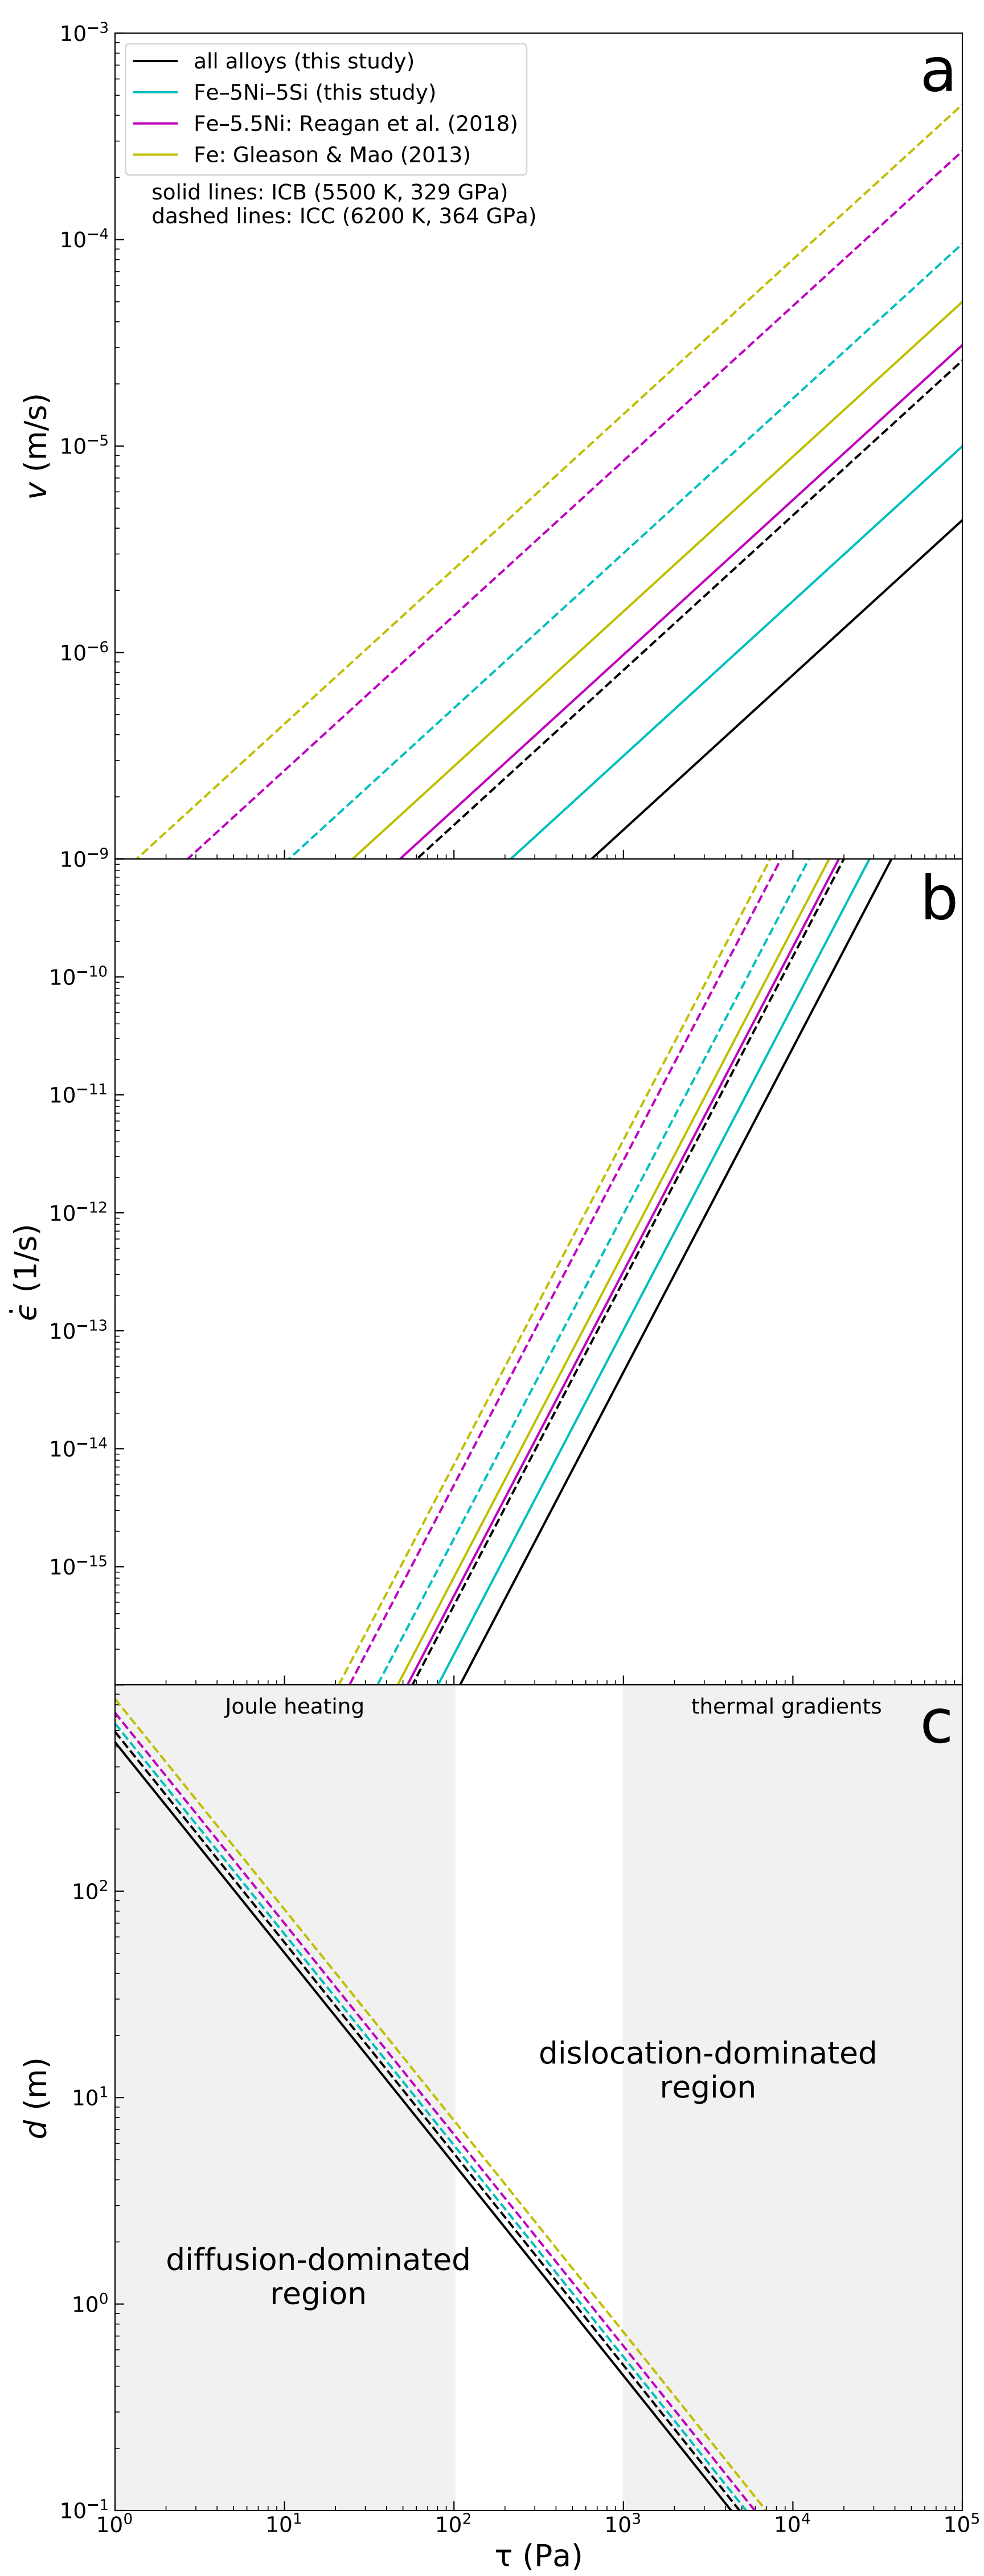 10⁻³
a
all alloys (this study)
Fe–5Ni–5Si (this study)
Fe–5.5Ni: Reagan et al. (2018)
Fe: Gleason & Mao (2013)
solid lines: ICB (5500 K, 329 GPa)
dashed lines: ICC (6200 K, 364 GPa)
10⁻⁴
10⁻⁵
v (m/s)
10⁻⁶
10⁻⁹
b
10⁻¹⁰
10⁻¹¹
10⁻¹²
ϵ̇ (1/s)
10⁻¹³
10⁻¹⁴
10⁻¹⁵
Joule heating
thermal gradients
c
10²
dislocation-dominated
region
10¹
d (m)
diffusion-dominated
region
10⁰
10⁻¹
10⁰ 10¹ 10² 10³ 10⁴ 10⁵
τ (Pa)